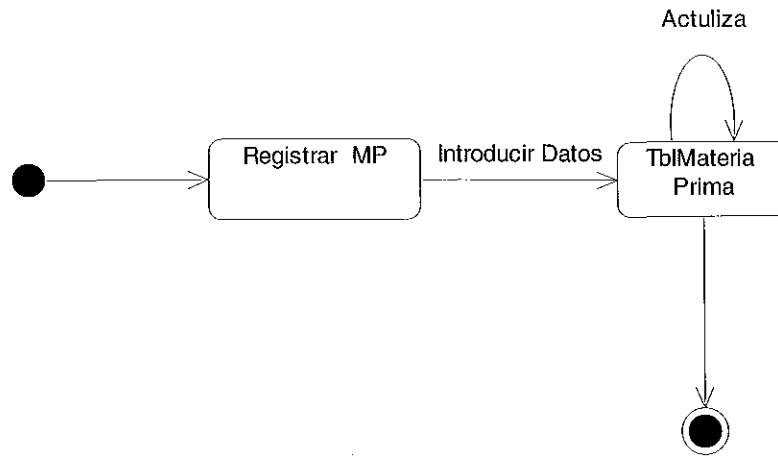 Actuliza
Registrar MP
Introducir Datos
TblMateria
Prima